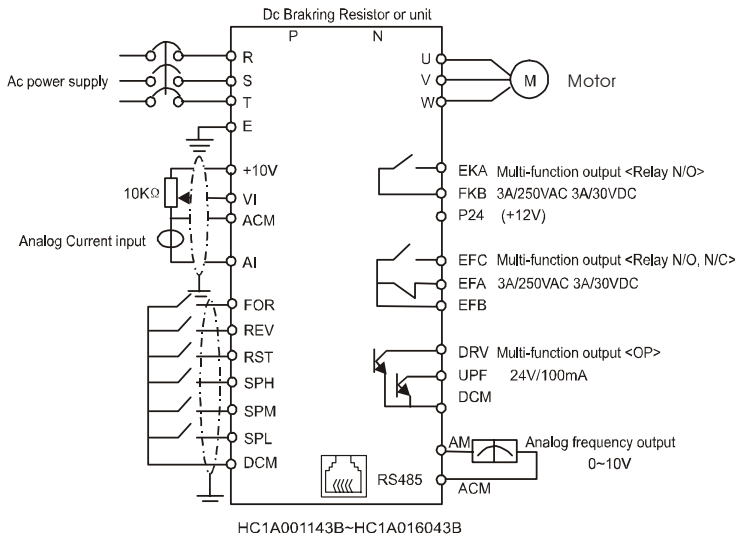 Dc Brakring Resistor or unit
P N
R
S
T
E
Ac power supply
+10V
10KΩ
VI
ACM
Analog Current input
AI
FOR
REV
RST
SPH
SPM
SPL
DCM
U
V
W
M
Motor
EKA Multi-function output <Relay N/O>
FKB 3A/250VAC 3A/30VDC
P24 (+12V)
EFC Multi-function output <Relay N/O, N/C>
EFA 3A/250VAC 3A/30VDC
EFB
DRV Multi-function output <OP>
UPF 24V/100mA
DCM
AM
Analog frequency output
0~10V
RS485
ACM
HC1A001143B~HC1A016043B